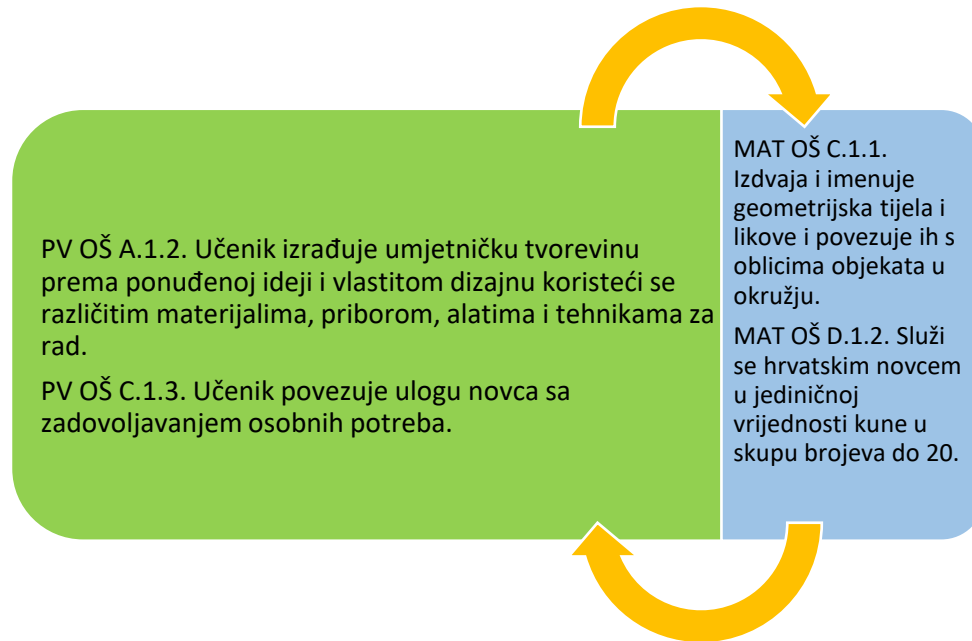 PV OŠ A.1.2. Učenik izrađuje umjetničku tvorevinu
prema ponuđenoj ideji i vlastitom dizajnu koristeći se
različitim materijalima, priborom, alatima i tehnikama za
rad.
PV OŠ C.1.3. Učenik povezuje ulogu novca sa
zadovoljavanjem osobnih potreba.
MAT OŠ C.1.1.
Izdvaja i imenuje
geometrijska tijela i
likove i povezuje ih s
oblicima objekata u
okružju.
MAT OŠ D.1.2. Služi
se hrvatskim novcem
u jediničnoj
vrijednosti kune u
skupu brojeva do 20.